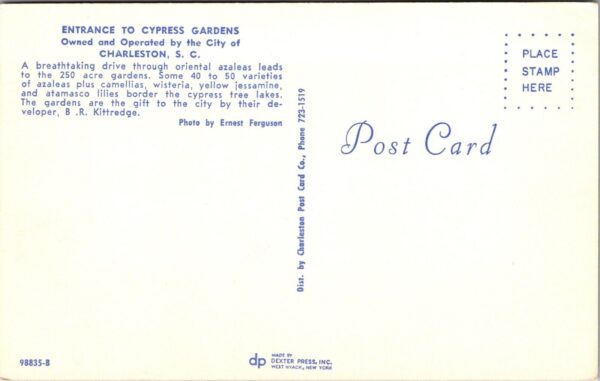 ENTRANCE TO CYPRESS GARDENS
Owned and Operated by the City of
CHARLESTON, S. C.
A breathtaking drive through oriental azaleas leads
to the 250 acre gardens. Some 40 to 50 varieties
of azaleas plus camellias, wisteria, yellow jessamine,
and atamasco lilies border the cypress tree lakes.
The gardens are the gift to the city by their de-
veloper, B .R. Kittredge.
Photo by Ernest Ferguson
Dist. by Charleston Post Card Co., Phone 723-1519
PLACE
STAMP
HERE
Post Card
98835-B
dp
MADE BY
DEXTER PRESS, INC.
WEST NYACK, NEW YORK